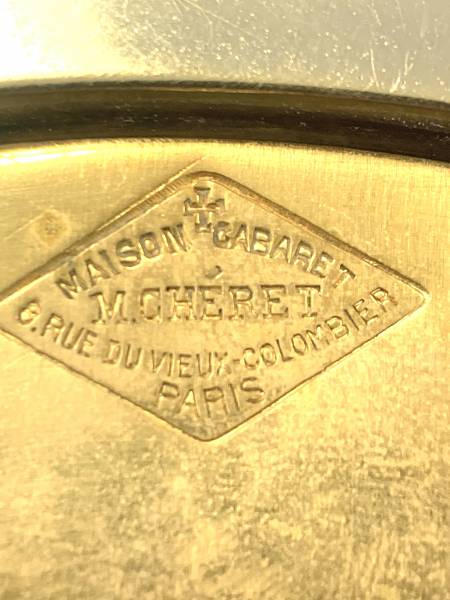 MAISON ✠ CABARET
M. CHÉRET
6. RUE DU VIEUX-COLOMBIER
PARIS